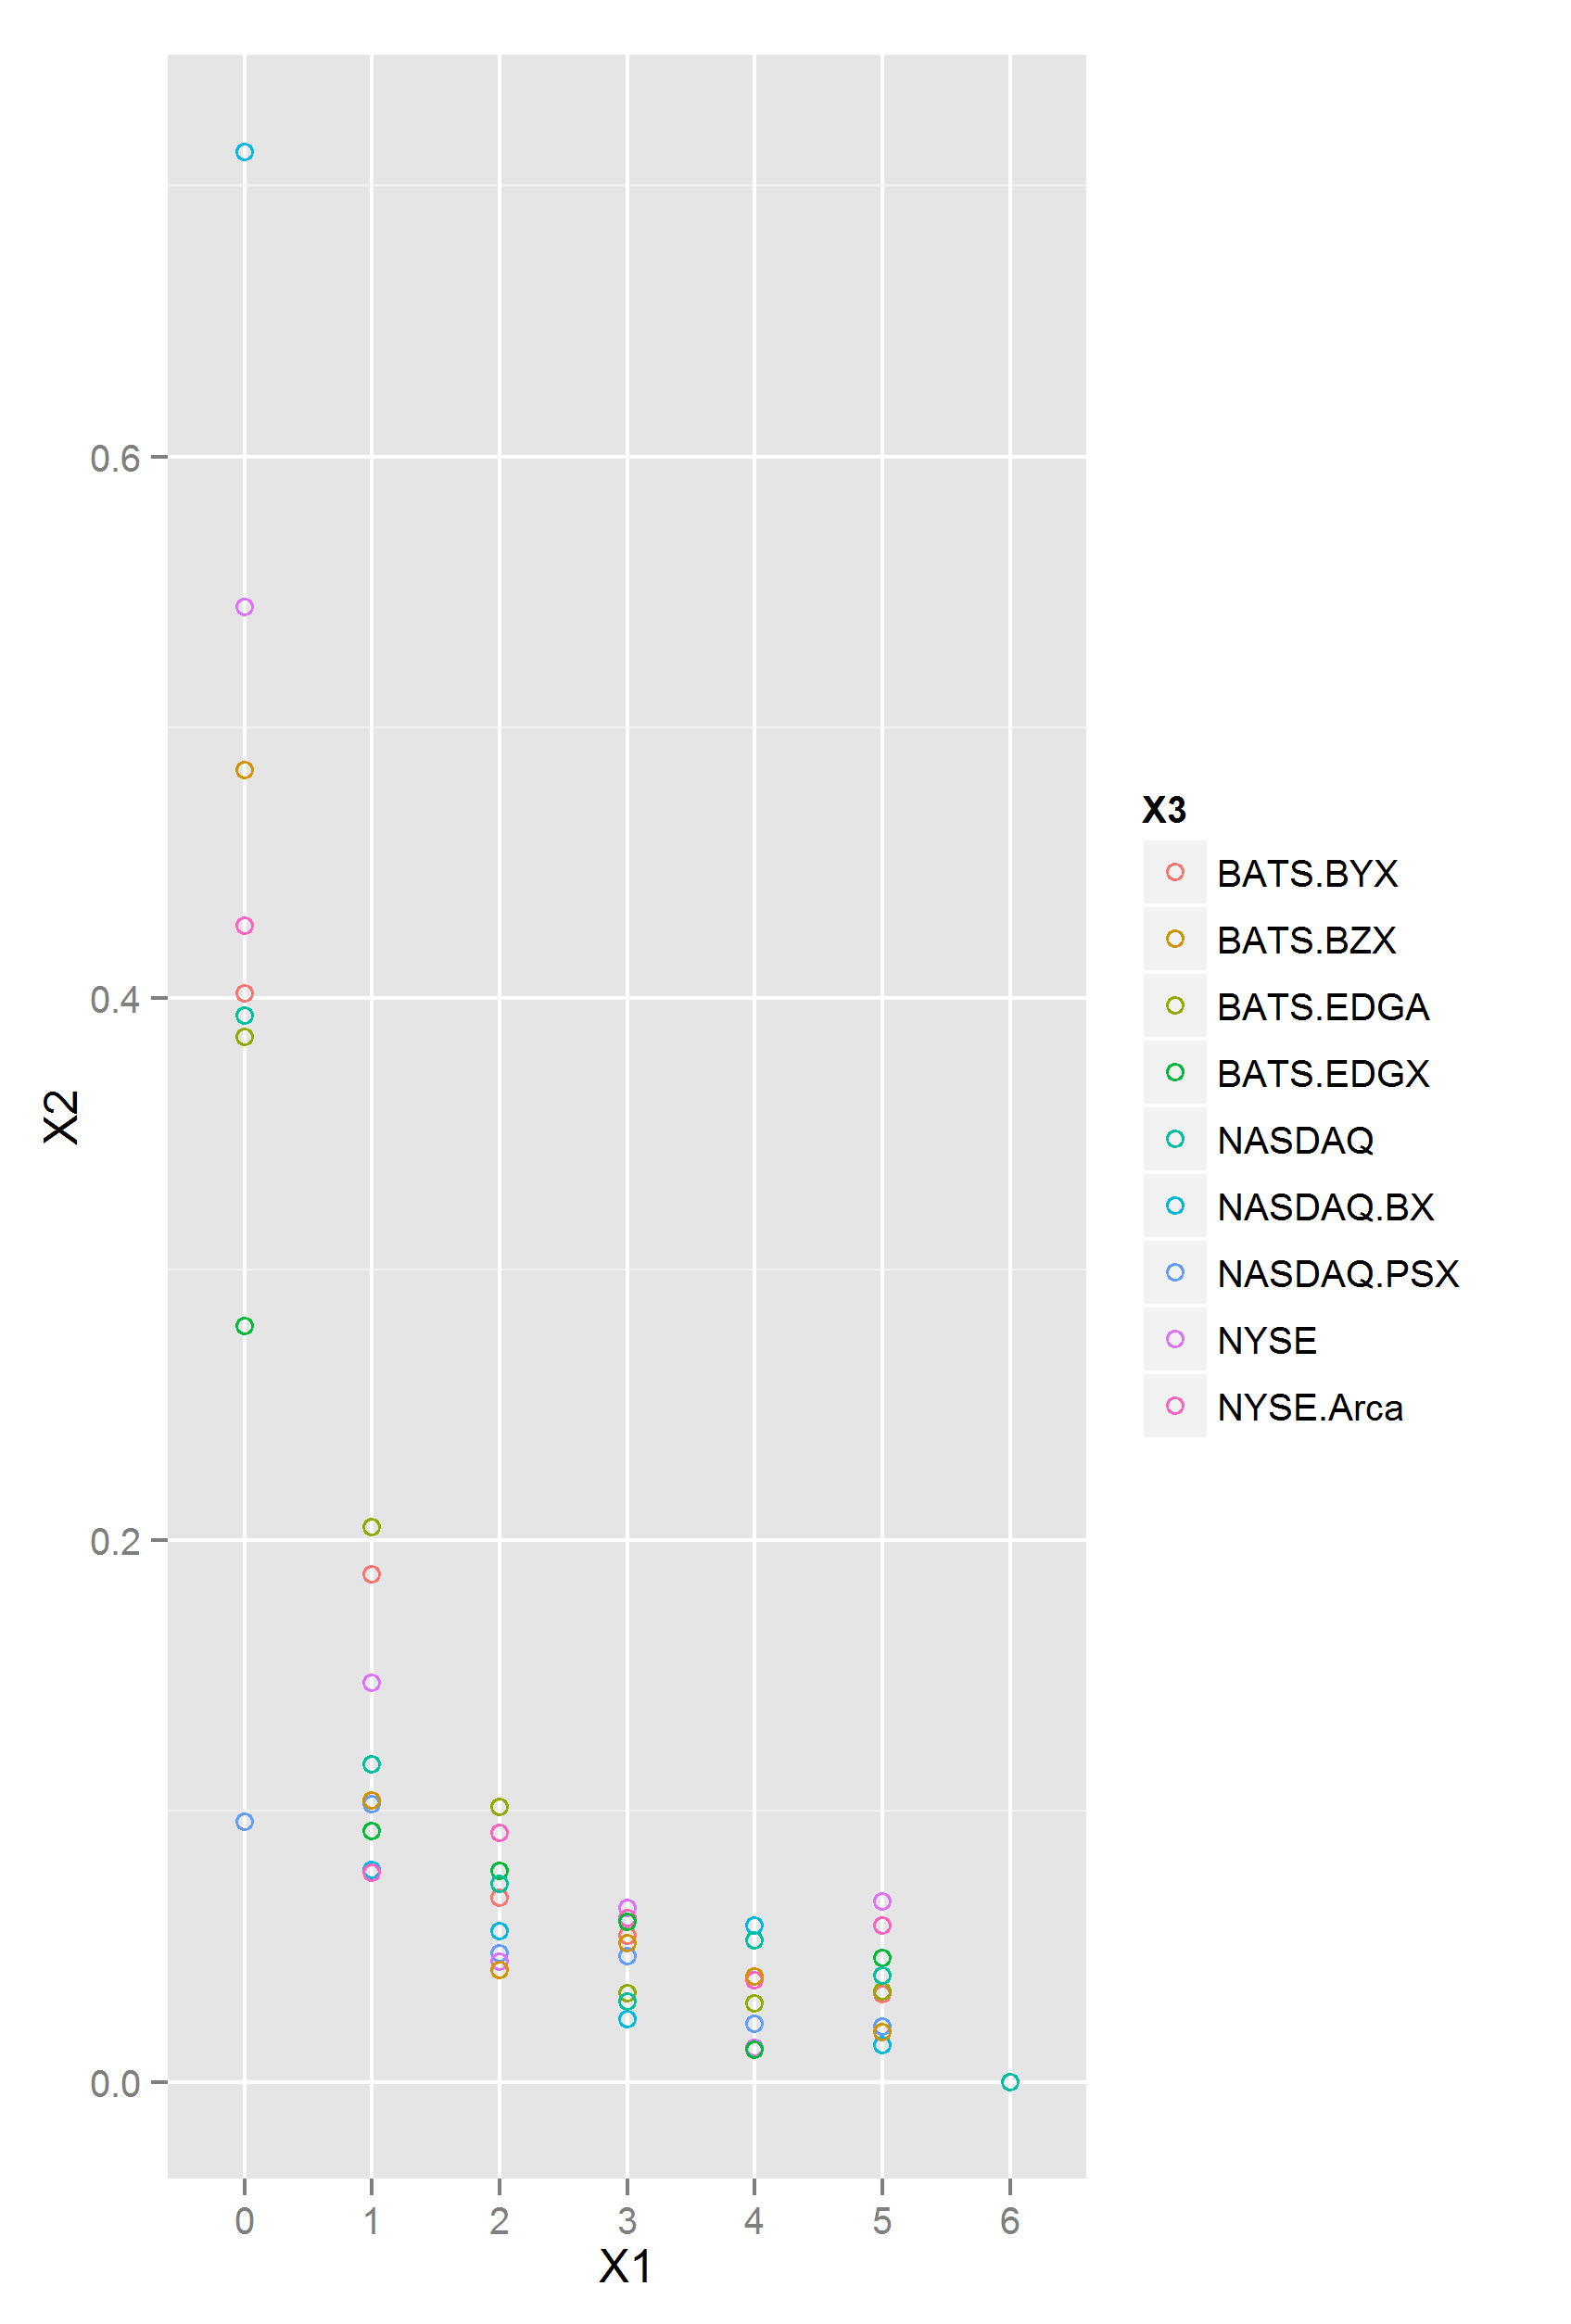 0.6
0.4
0.2
0.0
X2
0
1
2
3
4
5
6
X1
X3
BATS.BYX
BATS.BZX
BATS.EDGA
BATS.EDGX
NASDAQ
NASDAQ.BX
NASDAQ.PSX
NYSE
NYSE.Arca